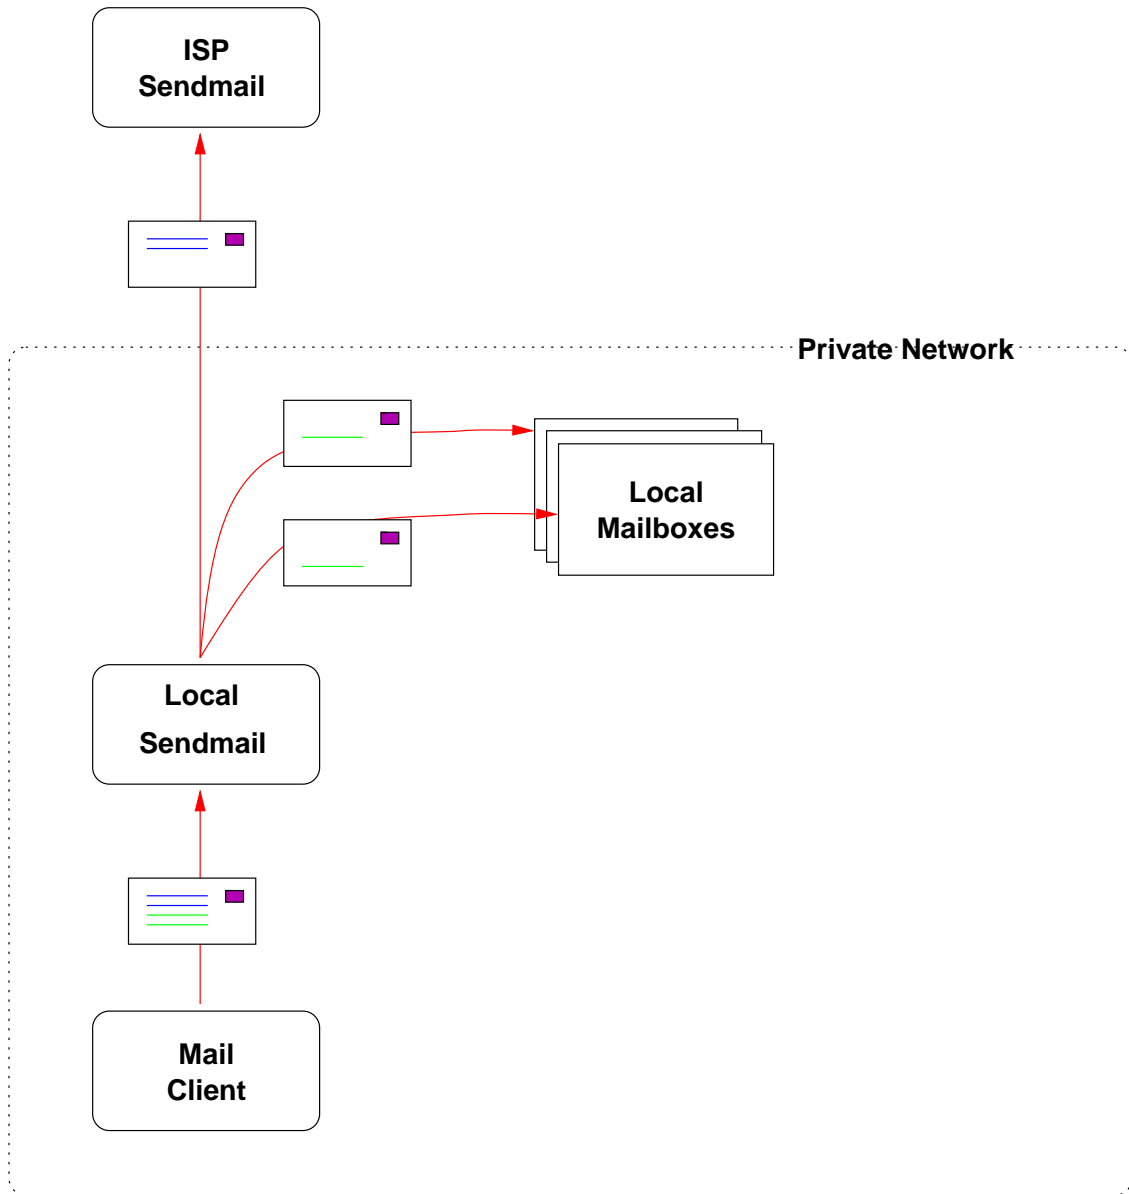 ISP
Sendmail
Private Network
Local
Mailboxes
Local
Sendmail
Mail
Client